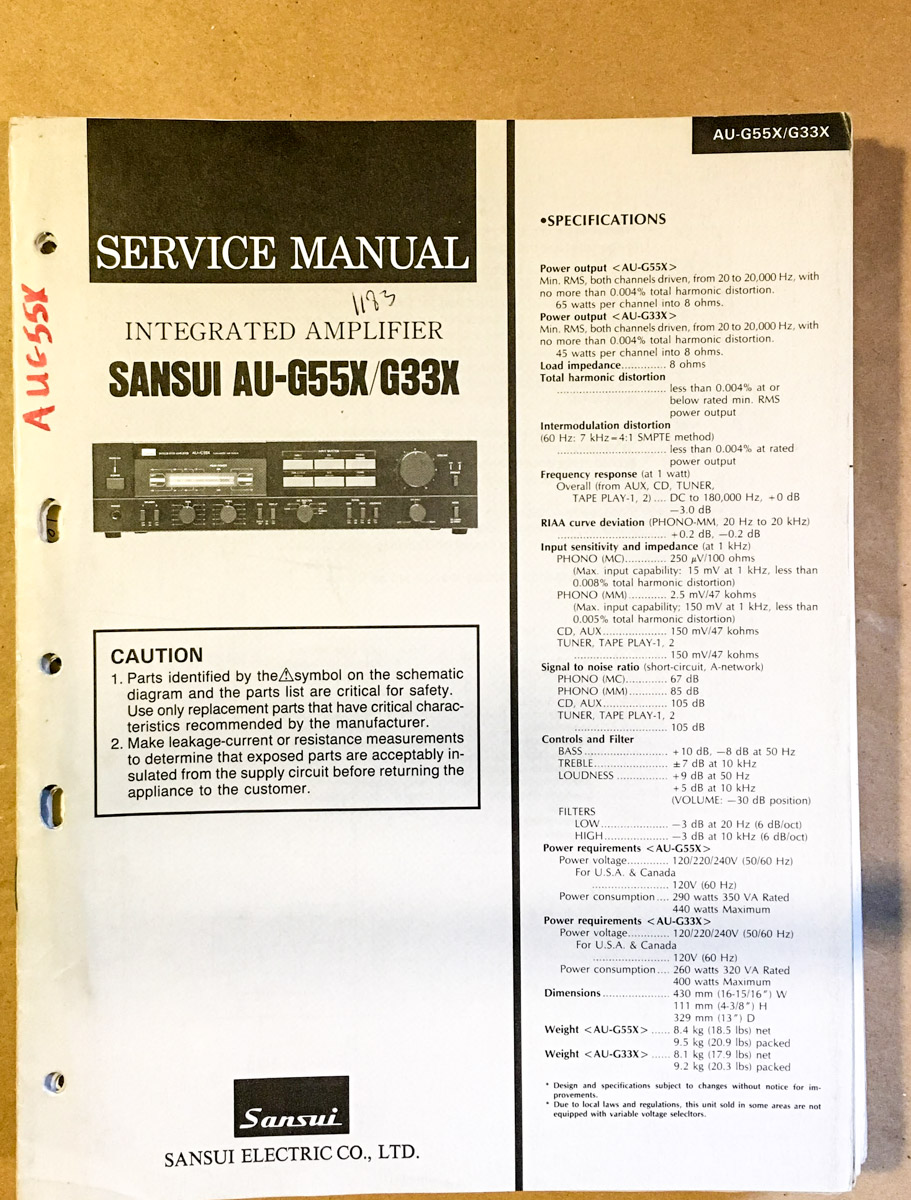 AU-G55X/G33X
SERVICE MANUAL
1183
INTEGRATED AMPLIFIER
SANSUI AU-G55X/G33X
AUG55X
CAUTION
1. Parts identified by the ⚠ symbol on the schematic
diagram and the parts list are critical for safety.
Use only replacement parts that have critical charac-
teristics recommended by the manufacturer.
2. Make leakage-current or resistance measurements
to determine that exposed parts are acceptably in-
sulated from the supply circuit before returning the
appliance to the customer.
Sansui
SANSUI ELECTRIC CO., LTD.
•SPECIFICATIONS
Power output <AU-G55X>
Min. RMS, both channels driven, from 20 to 20,000 Hz, with
no more than 0.004% total harmonic distortion.
65 watts per channel into 8 ohms.
Power output <AU-G33X>
Min. RMS, both channels driven, from 20 to 20,000 Hz, with
no more than 0.004% total harmonic distortion.
45 watts per channel into 8 ohms.
Load impedance.............. 8 ohms
Total harmonic distortion
.................................. less than 0.004% at or
below rated min. RMS
power output
Intermodulation distortion
(60 Hz: 7 kHz=4:1 SMPTE method)
.................................. less than 0.004% at rated
power output
Frequency response (at 1 watt)
Overall (from AUX, CD, TUNER,
TAPE PLAY-1, 2).... DC to 180,000 Hz, +0 dB
−3.0 dB
RIAA curve deviation (PHONO-MM, 20 Hz to 20 kHz)
.................................. +0.2 dB, −0.2 dB
Input sensitivity and impedance (at 1 kHz)
PHONO (MC)............. 250 μV/100 ohms
(Max. input capability: 15 mV at 1 kHz, less than
0.008% total harmonic distortion)
PHONO (MM)............ 2.5 mV/47 kohms
(Max. input capability; 150 mV at 1 kHz, less than
0.005% total harmonic distortion)
CD, AUX.................... 150 mV/47 kohms
TUNER, TAPE PLAY-1, 2
............................. 150 mV/47 kohms
Signal to noise ratio (short-circuit, A-network)
PHONO (MC)............. 67 dB
PHONO (MM)............ 85 dB
CD, AUX.................... 105 dB
TUNER, TAPE PLAY-1, 2
............................. 105 dB
Controls and Filter
BASS.......................... +10 dB, −8 dB at 50 Hz
TREBLE....................... ±7 dB at 10 kHz
LOUDNESS ................ +9 dB at 50 Hz
+5 dB at 10 kHz
(VOLUME: −30 dB position)
FILTERS
LOW..................... −3 dB at 20 Hz (6 dB/oct)
HIGH.................... −3 dB at 10 kHz (6 dB/oct)
Power requirements <AU-G55X>
Power voltage............. 120/220/240V (50/60 Hz)
For U.S.A. & Canada
........................ 120V (60 Hz)
Power consumption.... 290 watts 350 VA Rated
440 watts Maximum
Power requirements <AU-G33X>
Power voltage............. 120/220/240V (50/60 Hz)
For U.S.A. & Canada
........................ 120V (60 Hz)
Power consumption.... 260 watts 320 VA Rated
400 watts Maximum
Dimensions.................... 430 mm (16-15/16") W
111 mm (4-3/8") H
329 mm (13") D
Weight <AU-G55X> ...... 8.4 kg (18.5 lbs) net
9.5 kg (20.9 lbs) packed
Weight <AU-G33X> ...... 8.1 kg (17.9 lbs) net
9.2 kg (20.3 lbs) packed
* Design and specifications subject to changes without notice for im-
provements.
* Due to local laws and regulations, this unit sold in some areas are not
equipped with variable voltage selecltors.